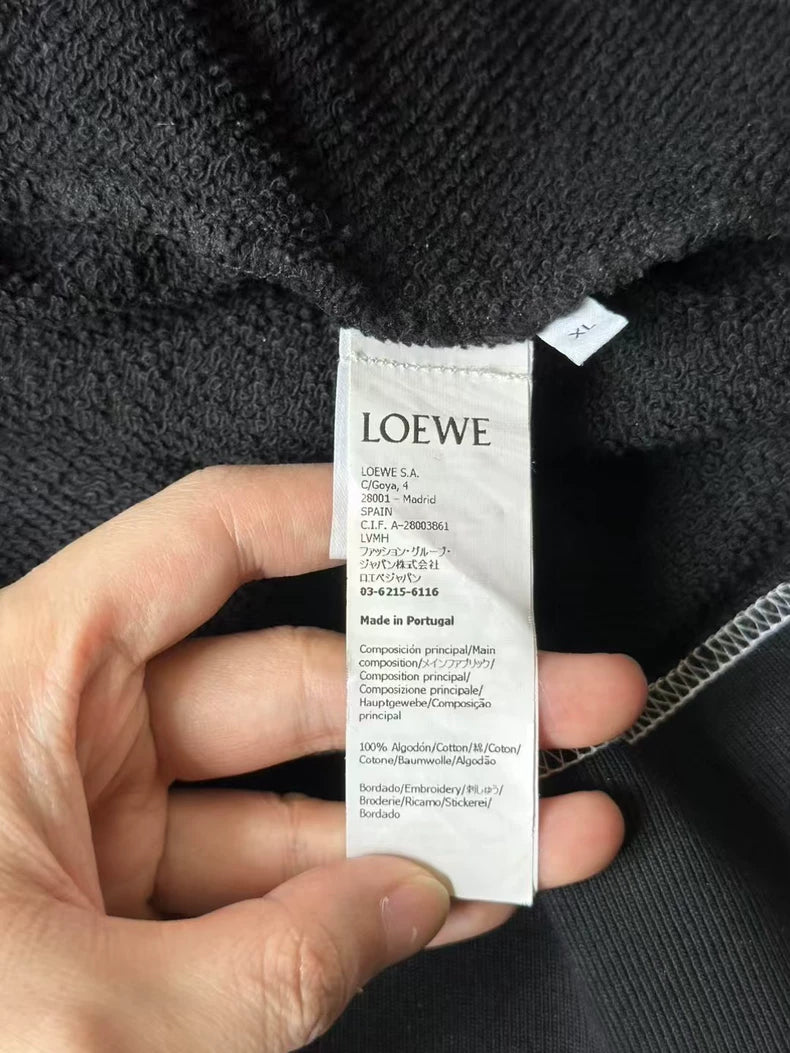 XL
LOEWE
LOEWE S.A.
C/Goya, 4
28001 – Madrid
SPAIN
C.I.F. A-28003861
LVMH
ファッション・グループ・
ジャパン株式会社
ロエベジャパン
03-6215-6116
Made in Portugal
Composición principal/Main
composition/メインファブリック/
Composition principal/
Composizione principale/
Hauptgewebe/Composição
principal
100% Algodón/Cotton/綿/Coton/
Cotone/Baumwolle/Algodão
Bordado/Embroidery/刺しゅう/
Broderie/Ricamo/Stickerei/
Bordado